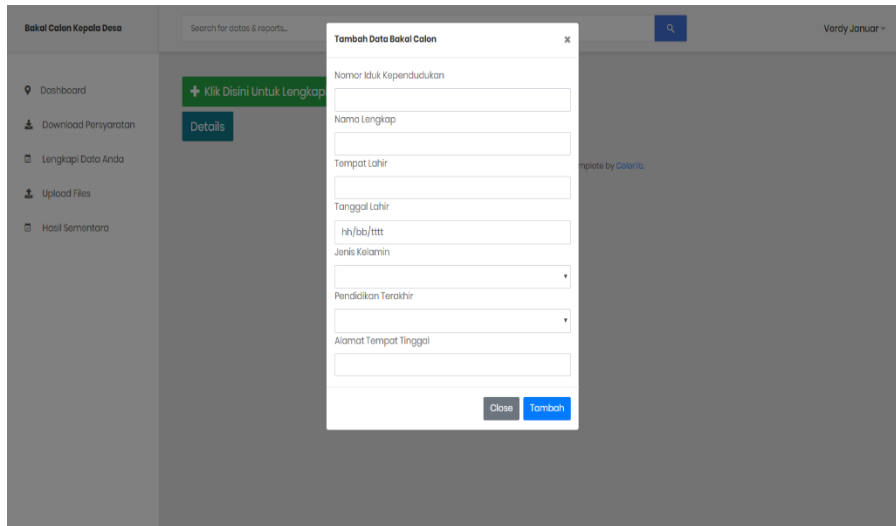 Bakal Calon Kepala Desa
Search for datas & reports...
Verdy Januar
Dashboard
Download Persyaratan
Lengkapi Data Anda
Upload Files
Hasil Sementara
Klik Disini Untuk Lengkap
Details
mplate by Colorlib.
Tambah Data Bakal Calon
x
Nomor Iduk Kependudukan
Nama Lengkap
Tempat Lahir
Tanggal Lahir
hh/bb/tttt
Jenis Kelamin
Pendidikan Terakhir
Alamat Tempat Tinggal
Close Tambah